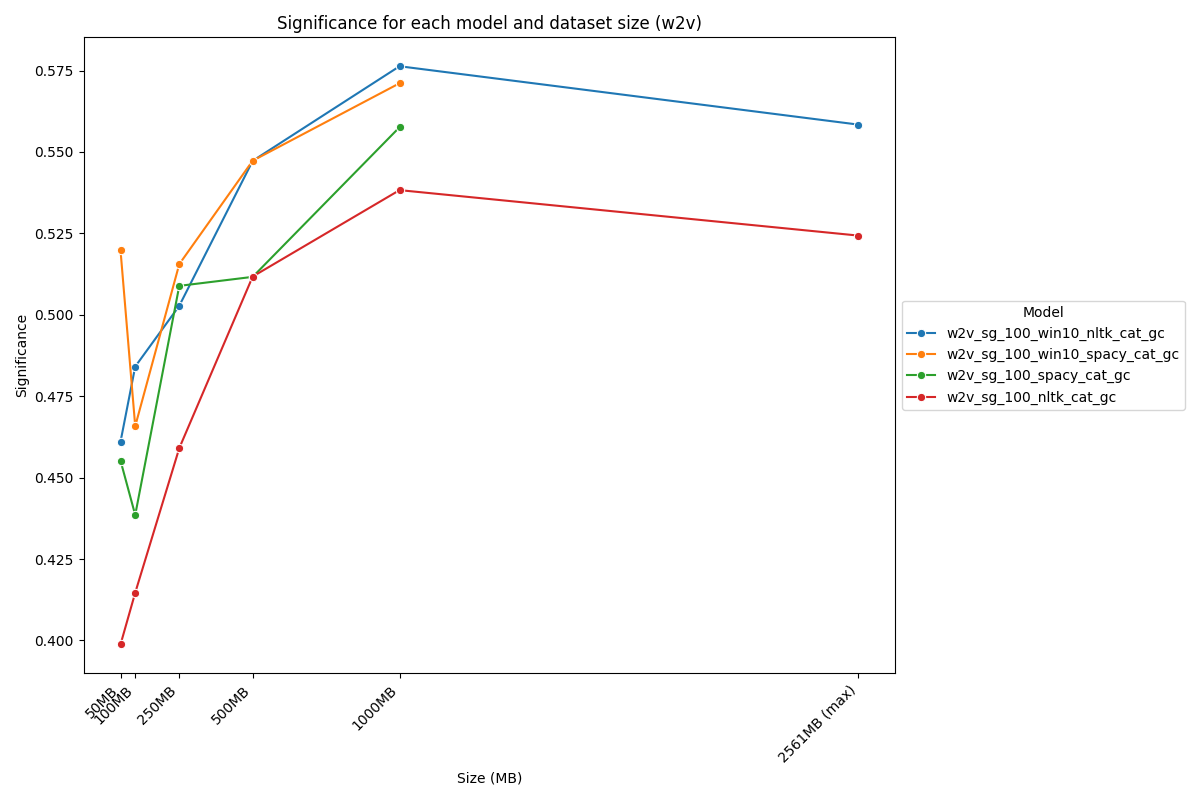 Significance for each model and dataset size (w2v)
Significance
0.575
0.550
0.525
0.500
0.475
0.450
0.425
0.400
50MB
100MB
250MB
500MB
1000MB
2561MB (max)
Size (MB)
Model
w2v_sg_100_win10_nltk_cat_gc
w2v_sg_100_win10_spacy_cat_gc
w2v_sg_100_spacy_cat_gc
w2v_sg_100_nltk_cat_gc